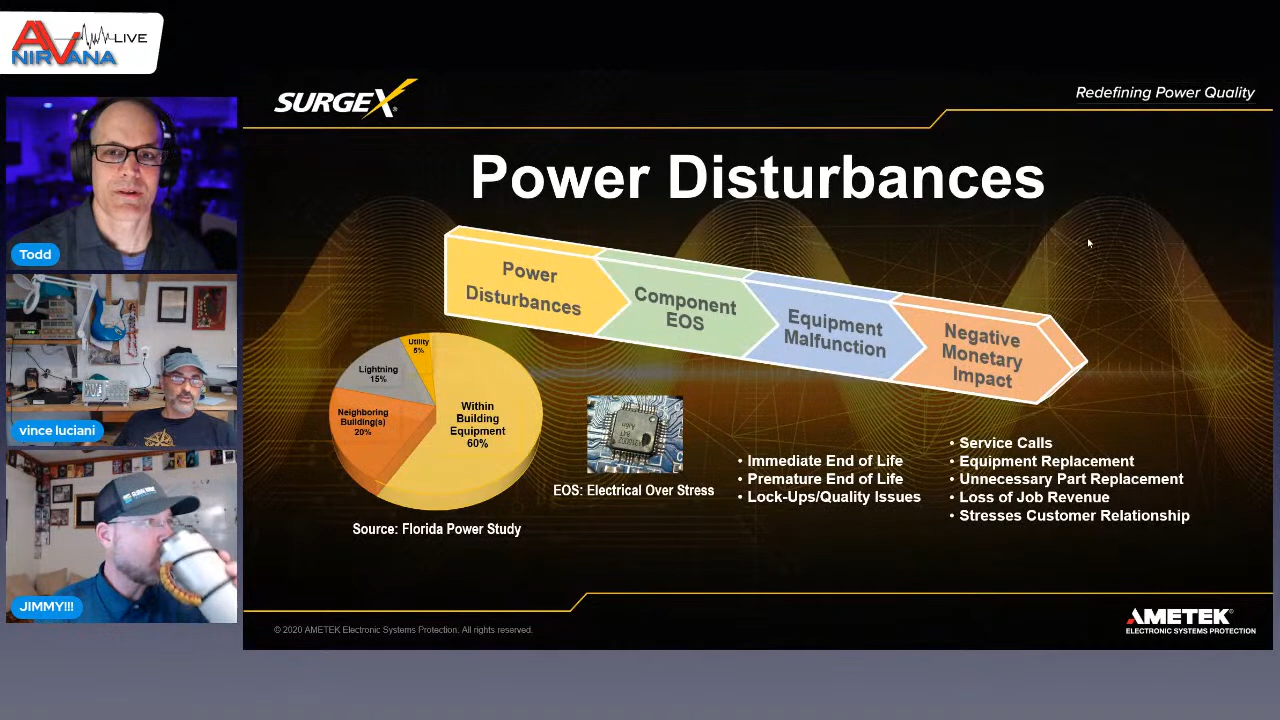 AV
NIRVANA
LIVE
SURGEX®
Redefining Power Quality
Power Disturbances
Power
Disturbances
Component
EOS
Equipment
Malfunction
Negative
Monetary
Impact
Utility
5%
Lightning
15%
Neighboring
Building(s)
20%
Within
Building
Equipment
60%
Source: Florida Power Study
EOS: Electrical Over Stress
• Immediate End of Life
• Premature End of Life
• Lock-Ups/Quality Issues
• Service Calls
• Equipment Replacement
• Unnecessary Part Replacement
• Loss of Job Revenue
• Stresses Customer Relationship
© 2020 AMETEK Electronic Systems Protection. All rights reserved.
AMETEK®
ELECTRONIC SYSTEMS PROTECTION
Todd
vince luciani
JIMMY!!!